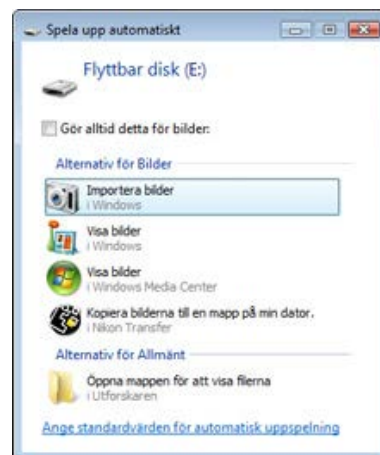 Spela upp automatiskt
Flyttbar disk (E:)
Gör alltid detta för bilder:
Alternativ för Bilder
Importera bilder
i Windows
Visa bilder
i Windows
Visa bilder
i Windows Media Center
Kopiera bilderna till en mapp på min dator.
i Nikon Transfer
Alternativ för Allmänt
Öppna mappen för att visa filerna
i Utforskaren
Ange standardvärden för automatisk uppspelning